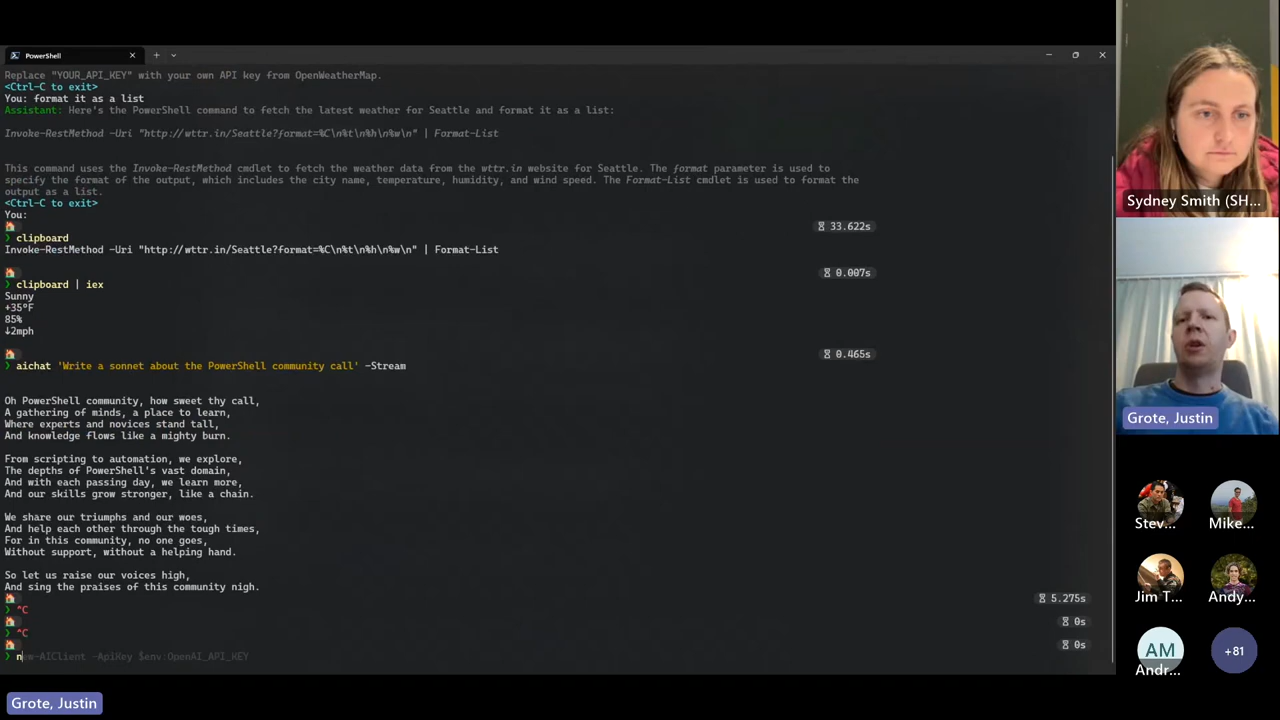 PowerShell
Replace "YOUR_API_KEY" with your own API key from OpenWeatherMap.
<Ctrl-C to exit>
You: format it as a list
Assistant: Here's the PowerShell command to fetch the latest weather for Seattle and format it as a list:
Invoke-RestMethod -Uri "http://wttr.in/Seattle?format=%C\n%t\n%h\n%w\n" | Format-List
This command uses the Invoke-RestMethod cmdlet to fetch the weather data from the wttr.in website for Seattle. The format parameter is used to
specify the format of the output, which includes the city name, temperature, humidity, and wind speed. The Format-List cmdlet is used to format the
output as a list.
<Ctrl-C to exit>
You:
33.622s
❯ clipboard
Invoke-RestMethod -Uri "http://wttr.in/Seattle?format=%C\n%t\n%h\n%w\n" | Format-List
0.007s
❯ clipboard | iex
Sunny
+35°F
85%
↓2mph
0.465s
❯ aichat 'Write a sonnet about the PowerShell community call' -Stream
Oh PowerShell community, how sweet thy call,
A gathering of minds, a place to learn,
Where experts and novices stand tall,
And knowledge flows like a mighty burn.
From scripting to automation, we explore,
The depths of PowerShell's vast domain,
And with each passing day, we learn more,
And our skills grow stronger, like a chain.
We share our triumphs and our woes,
And help each other through the tough times,
For in this community, no one goes,
Without support, without a helping hand.
So let us raise our voices high,
And sing the praises of this community nigh.
5.275s
❯ ^C
0s
❯ ^C
0s
❯ new-AIClient -ApiKey $env:OpenAI_API_KEY
Sydney Smith (SH...
Grote, Justin
Stev...
Mike...
Jim T...
Andy...
AM
Andr...
+81
Grote, Justin